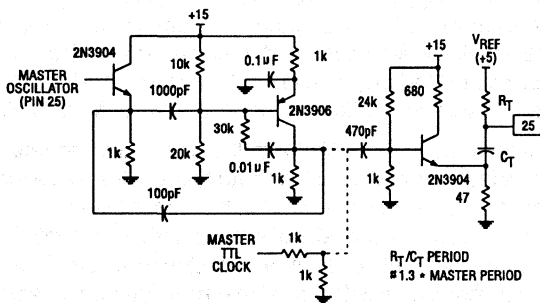 +15
2N3904
10k
0.1υF
1k
MASTER
OSCILLATOR
(PIN 25)
1000pF
2N3906
30k
1k
20k
0.01υF
1k
100pF
470pF
+15
24k
680
1k
2N3904
VREF
(+5)
RT
25
CT
47
MASTER
TTL
CLOCK
1k
1k
RT/CT PERIOD
#1.3 * MASTER PERIOD